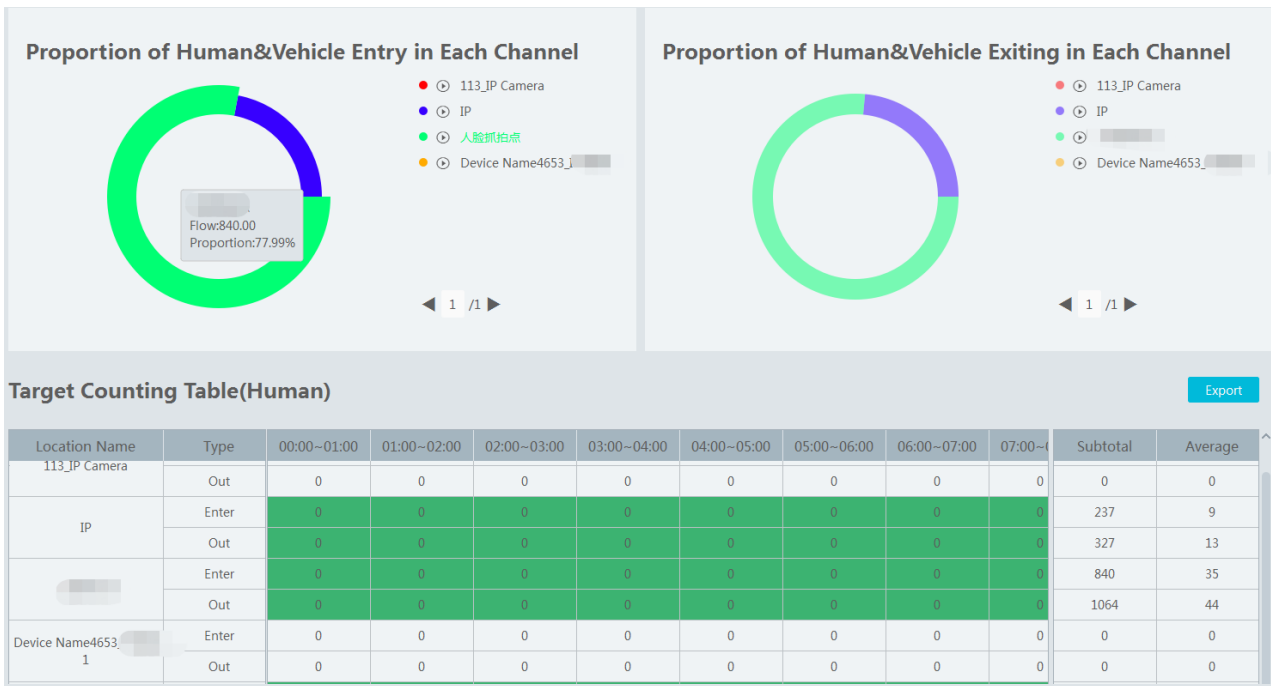 Proportion of Human&Vehicle Entry in Each Channel
113_IP Camera
IP
人脸抓拍点
Device Name4653_
Flow:840.00
Proportion:77.99%
1 /1
Proportion of Human&Vehicle Exiting in Each Channel
113_IP Camera
IP
Device Name4653_
1 /1
Target Counting Table(Human)
Export
Location Name Type 00:00~01:00 01:00~02:00 02:00~03:00 03:00~04:00 04:00~05:00 05:00~06:00 06:00~07:00 07:00~ Subtotal Average
113_IP Camera
Out 0 0 0 0 0 0 0 0 0 0
IP
Enter 0 0 0 0 0 0 0 0 237 9
Out 0 0 0 0 0 0 0 0 327 13
Enter 0 0 0 0 0 0 0 0 840 35
Out 0 0 0 0 0 0 0 0 1064 44
Device Name4653_
1
Enter 0 0 0 0 0 0 0 0 0 0
Out 0 0 0 0 0 0 0 0 0 0